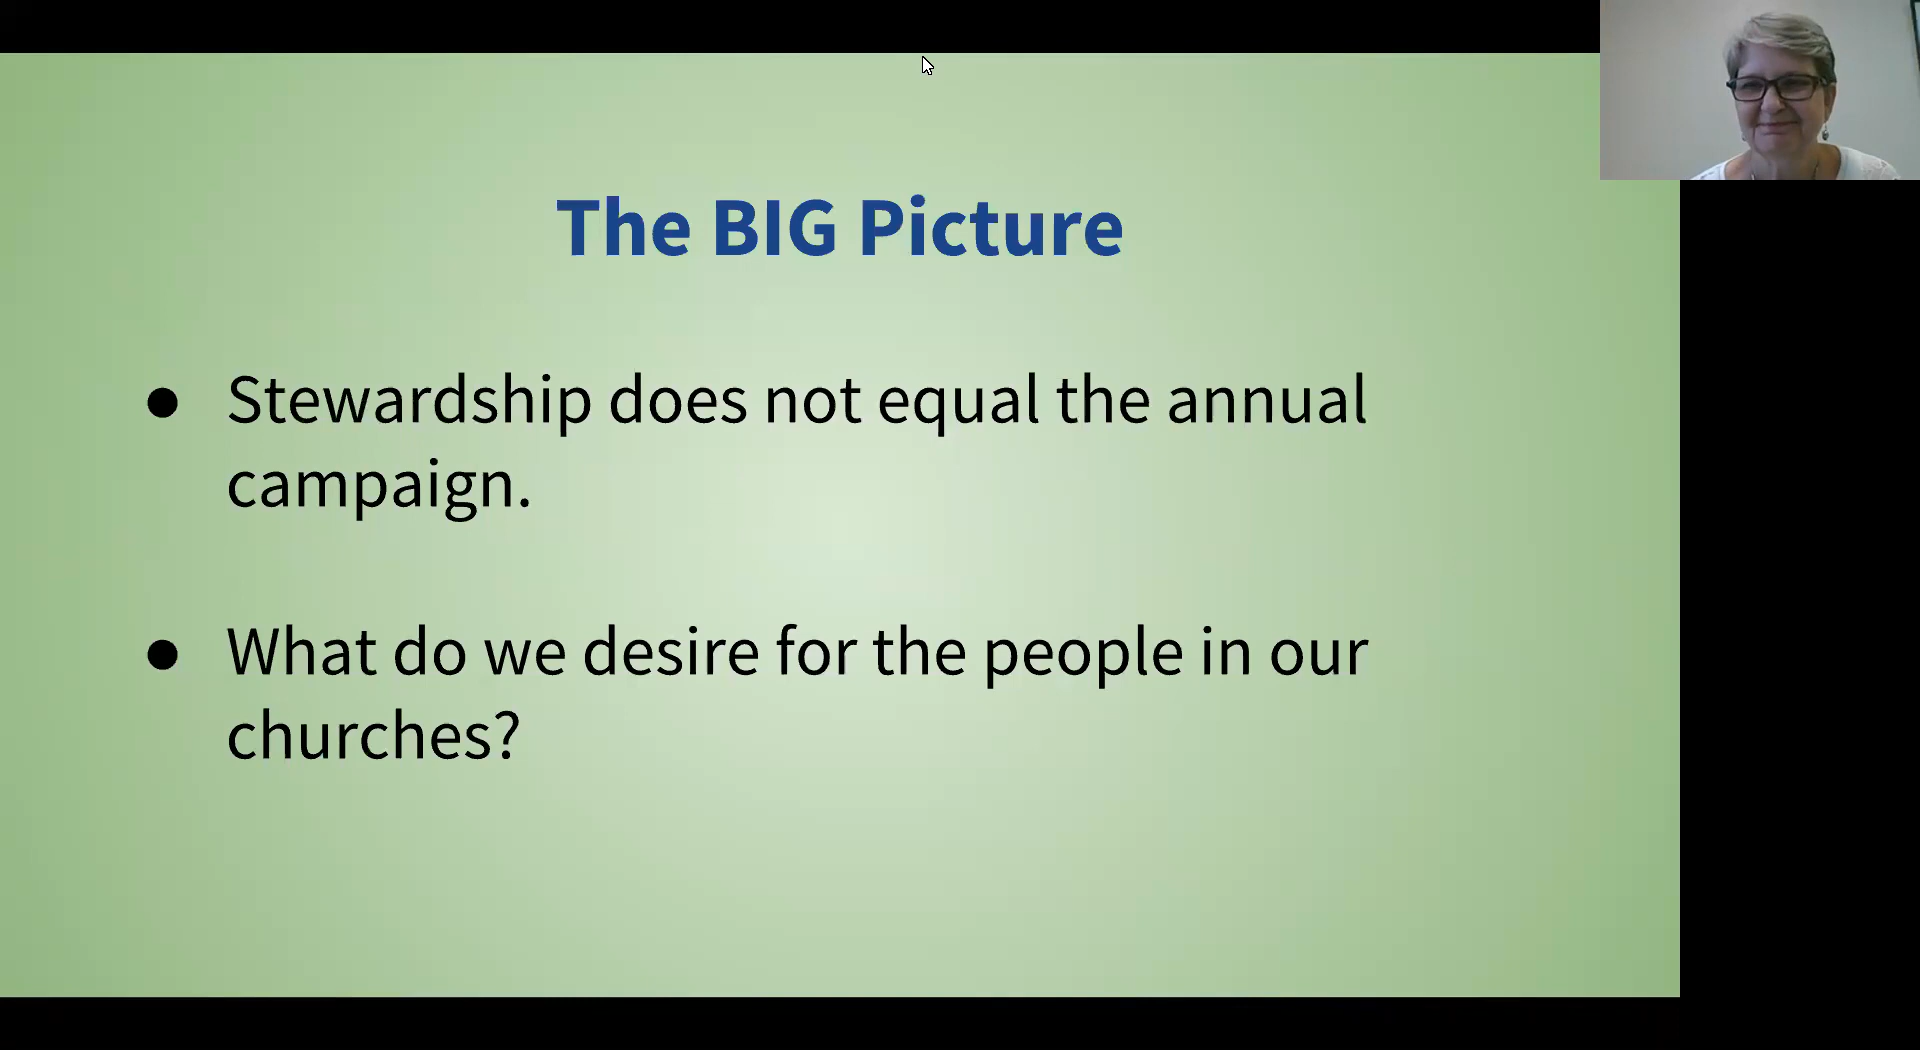 The BIG Picture
● Stewardship does not equal the annual
campaign.
● What do we desire for the people in our
churches?